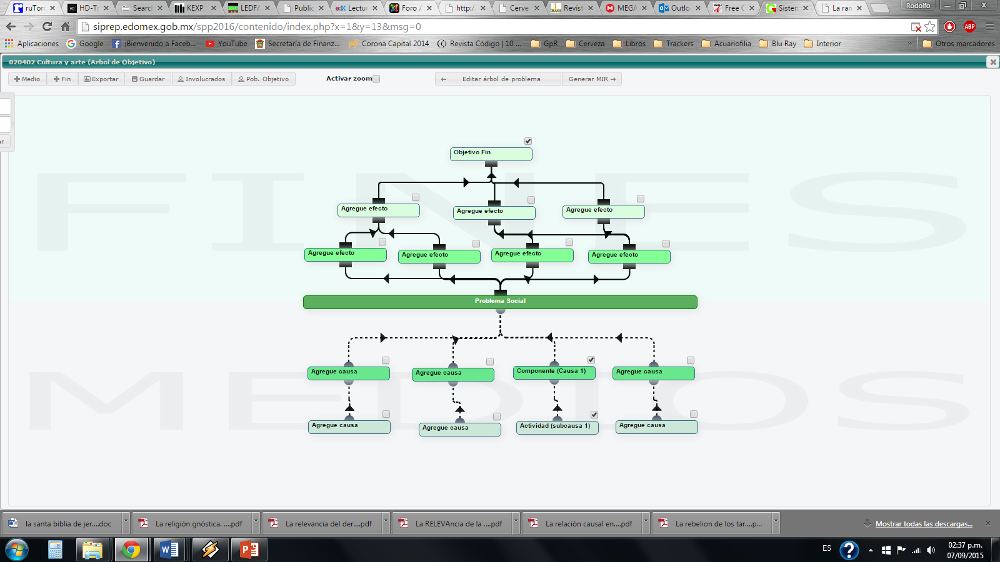 ruTorr
HD-To
Searc
KEXP
LEDFA
Public
edX Lectur
Foro A
http:/
Cerve
Revist
MEGA
Outlo
Free C
Sistem
La ran
Rodolfo
siprep.edomex.gob.mx/spp2016/contenido/index.php?x=1&y=13&msg=0
ABP
Aplicaciones
Google
¡Bienvenido a Faceb...
YouTube
Secretaría de Finanz...
Corona Capital 2014
Revista Código | 10 ...
GpR
Cerveza
Libros
Trackers
Acuariofilia
Blu Ray
Interior
»
Otros marcadores
020402 Cultura y arte (Árbol de Objetivo)
Medio
Fin
Exportar
Guardar
Involucrados
Pob. Objetivo
Activar zoom
Editar árbol de problema
Generar MIR
ar
FINES
Objetivo Fin
Agregue efecto
Agregue efecto
Agregue efecto
Agregue efecto
Agregue efecto
Agregue efecto
Agregue efecto
Problema Social
MEDIOS
Agregue causa
Agregue causa
Componente (Causa 1)
Agregue causa
Agregue causa
Agregue causa
Actividad (subcausa 1)
Agregue causa
la santa biblia de jer....doc
La religión gnóstica. ....pdf
La relevancia del der....pdf
La RELEVAncia de la ....pdf
La relación causal en....pdf
La rebelion de los tar....p...
Mostrar todas las descargas...
ES
02:37 p.m.
07/09/2015